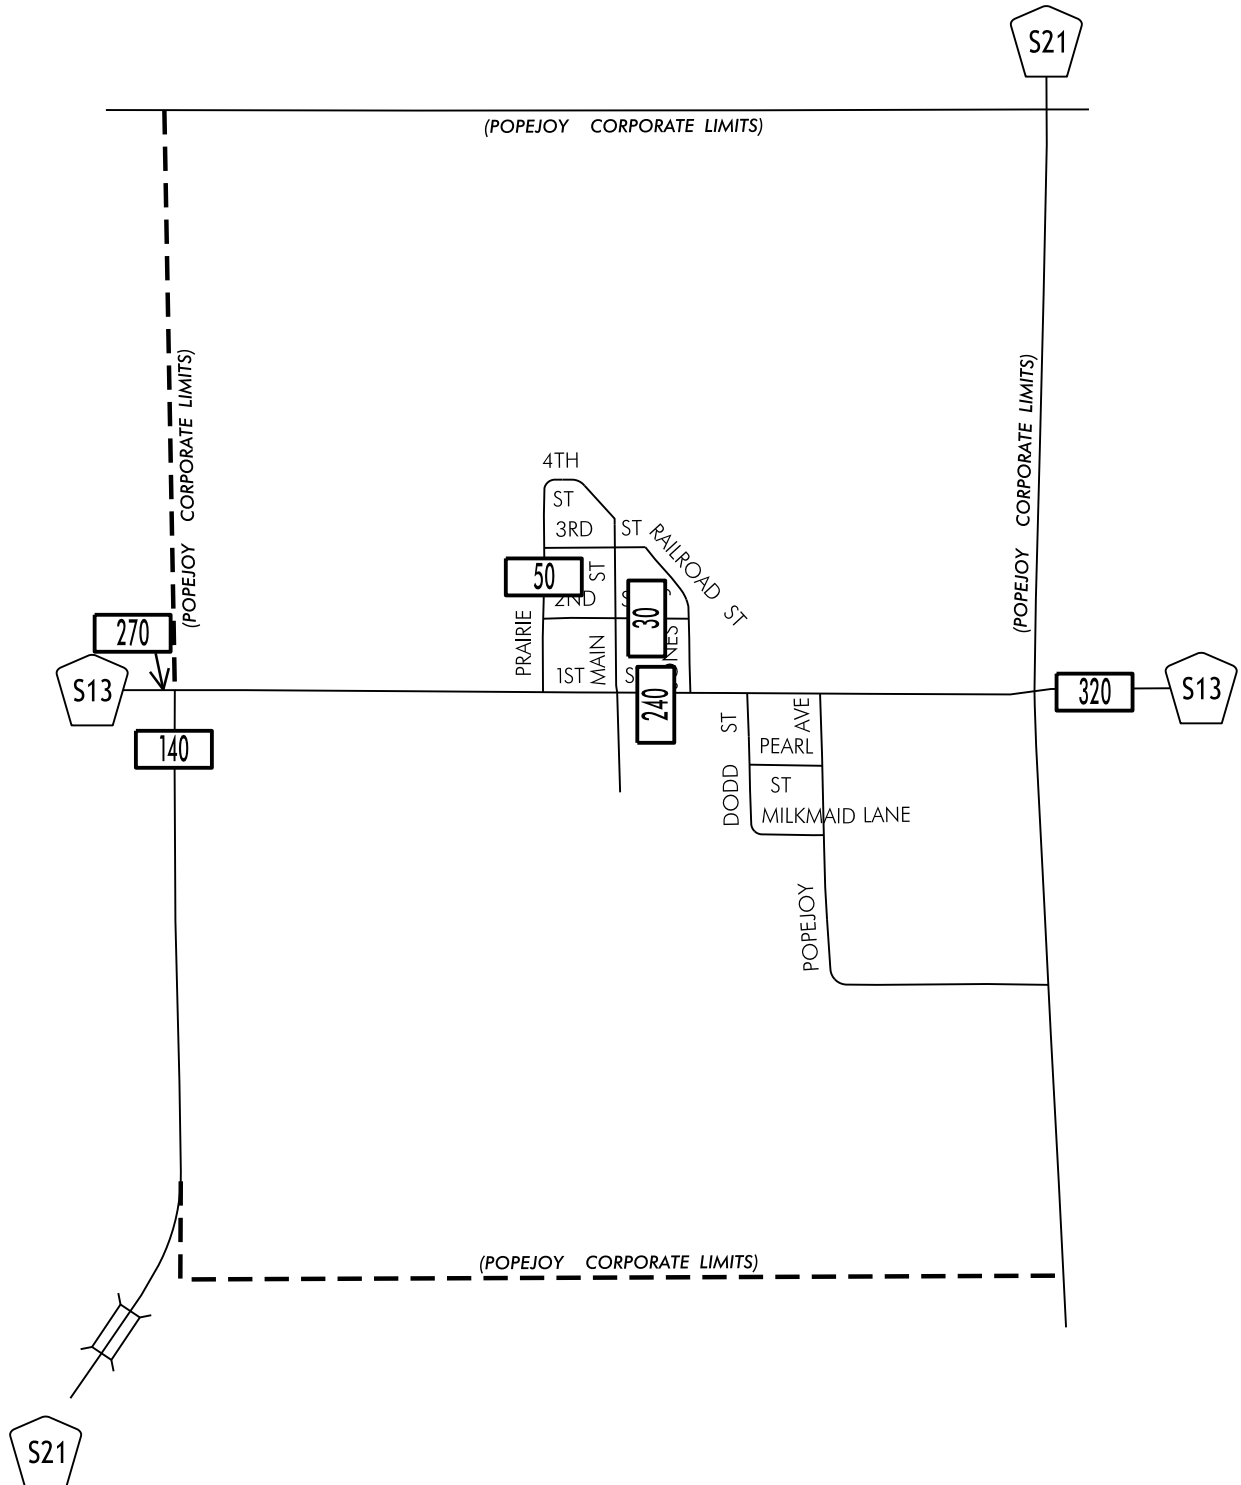 S21
(POPEJOY CORPORATE LIMITS)
(POPEJOY CORPORATE LIMITS)
(POPEJOY CORPORATE LIMITS)
4TH
ST
3RD ST
RAILROAD ST
50
2ND
30
PRAIRIE
MAIN ST
1ST
270
S13
240
320
S13
140
DODD ST
POPEJOY AVE
PEARL
ST
MILKMAID LANE
(POPEJOY CORPORATE LIMITS)
S21